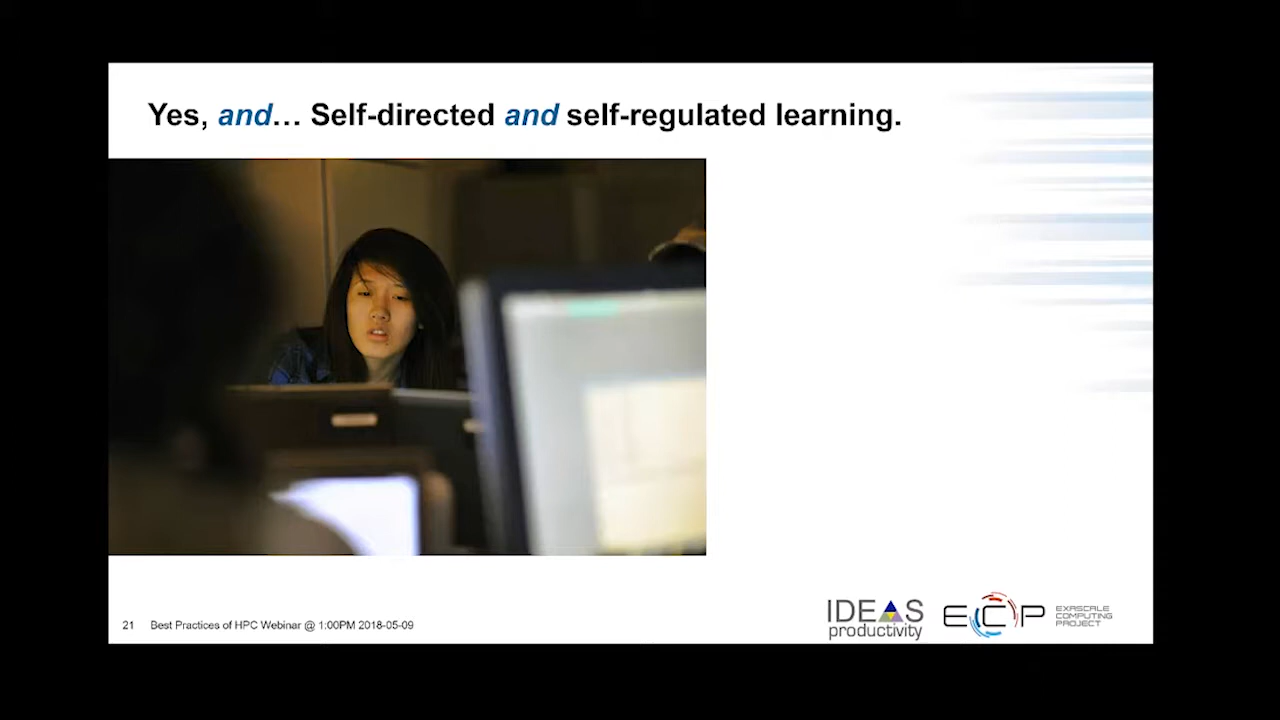 Yes, and… Self-directed and self-regulated learning.
21 Best Practices of HPC Webinar @ 1:00PM 2018-05-09
IDEAS
productivity
ECP
EXASCALE
COMPUTING
PROJECT